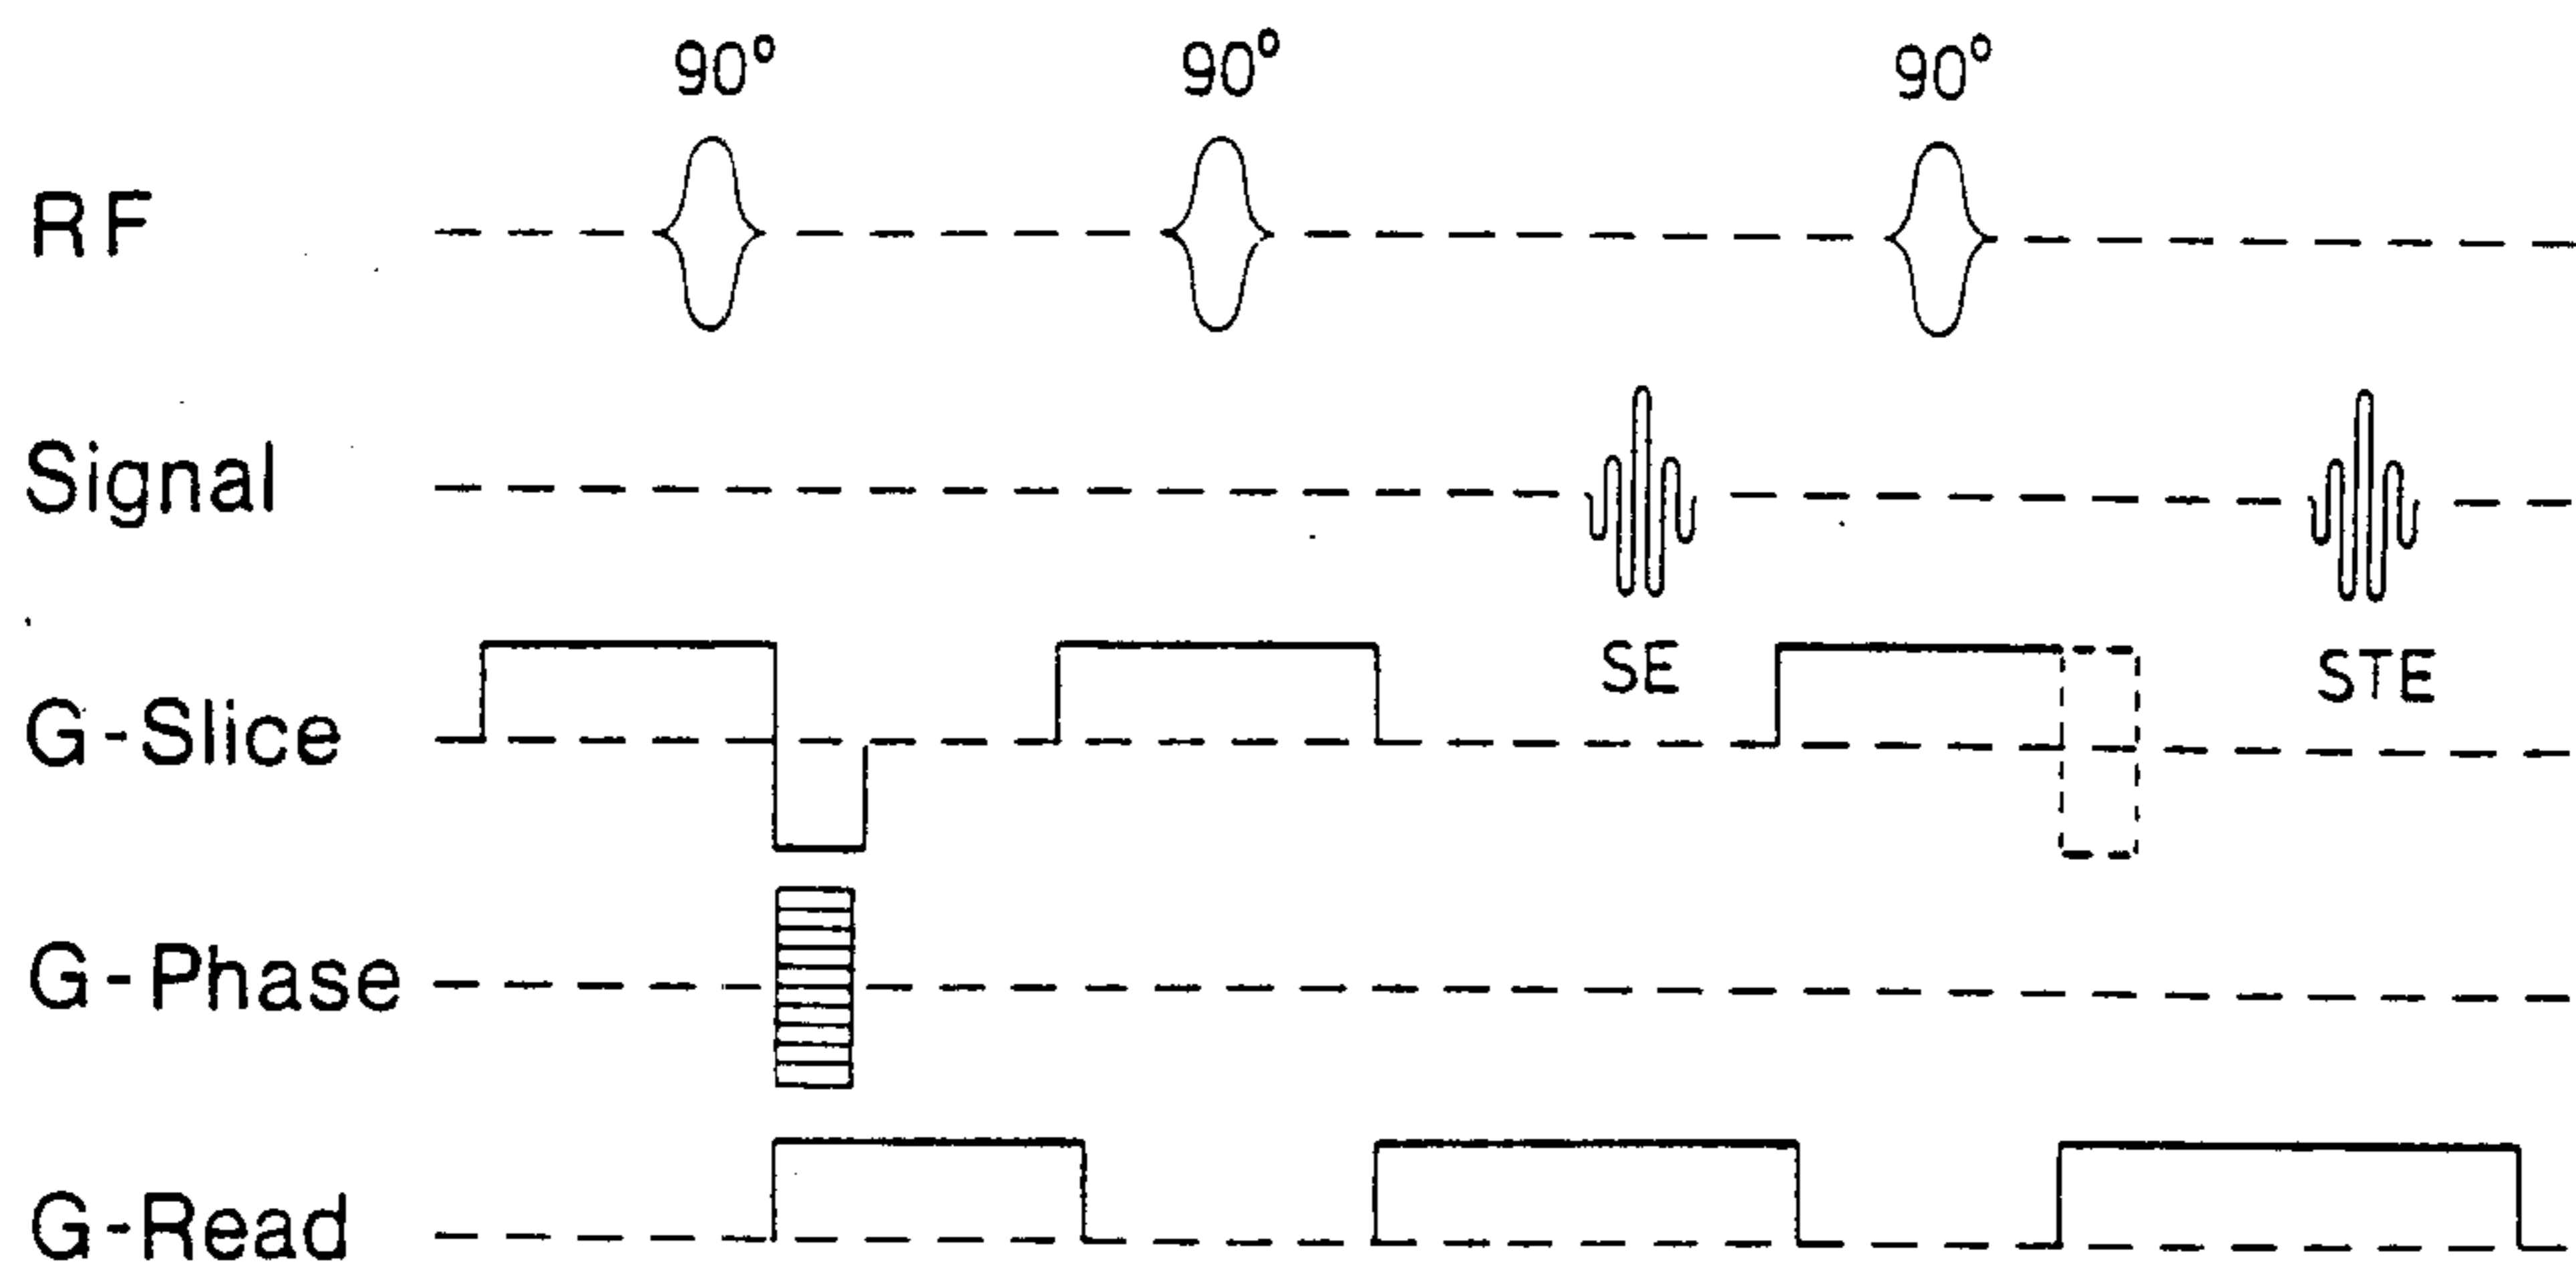 90° 90° 90°
RF
Signal
SE STE
G-Slice
G-Phase
G-Read